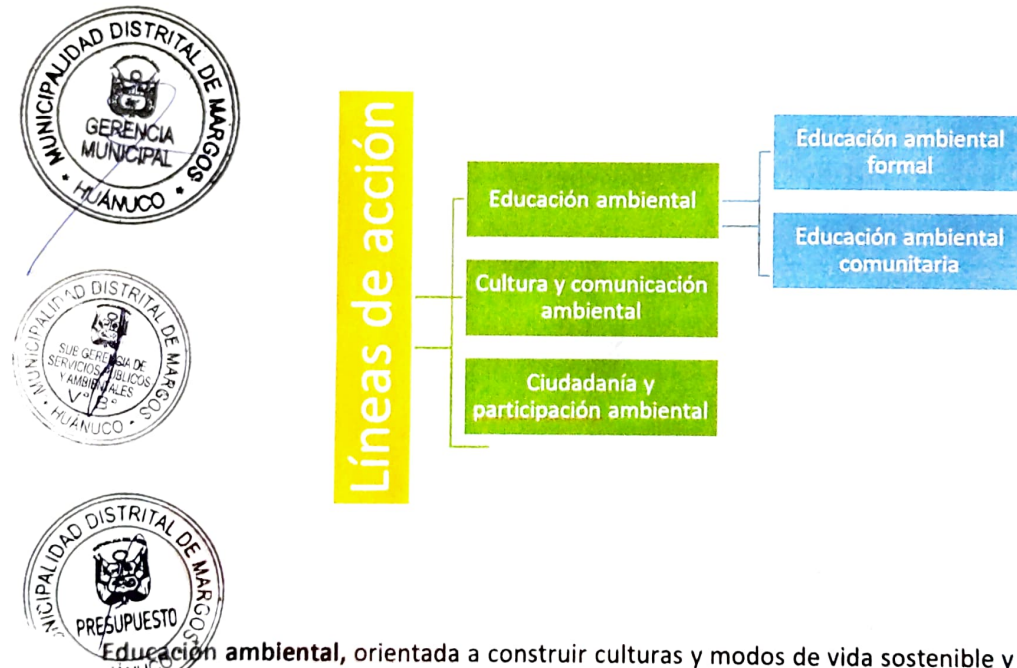 MUNICIPALIDAD DISTRITAL DE MARGOS
GERENCIA
MUNICIPAL
* HUÁNUCO *
MUNICIPALIDAD DISTRITAL DE MARGOS
SUB GERENCIA DE
SERVICIOS PÚBLICOS
Y AMBIENTALES
V° B°
HUÁNUCO
DISTRITAL DE MARGOS
PRESUPUESTO
Líneas de acción
Educación ambiental
Cultura y comunicación
ambiental
Ciudadanía y
participación ambiental
Educación ambiental
formal
Educación ambiental
comunitaria
Educación ambiental, orientada a construir culturas y modos de vida sostenible y